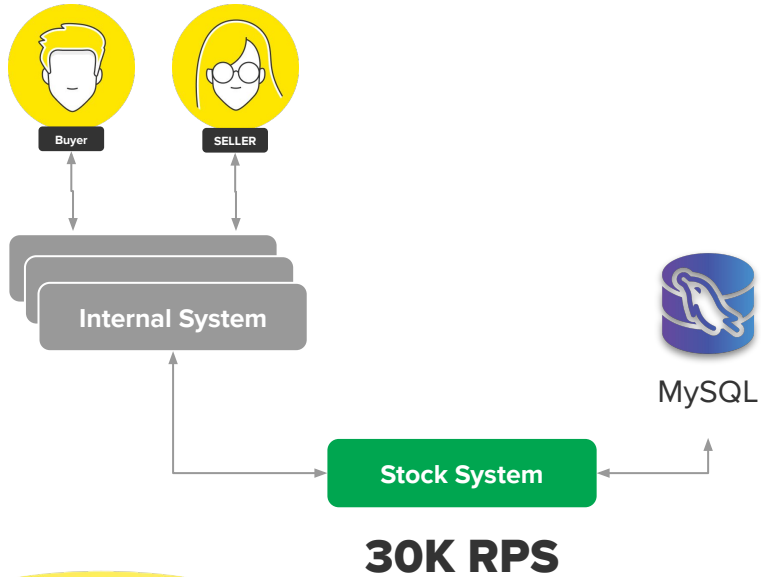 Buyer
SELLER
Internal System
MySQL
Stock System
30K RPS